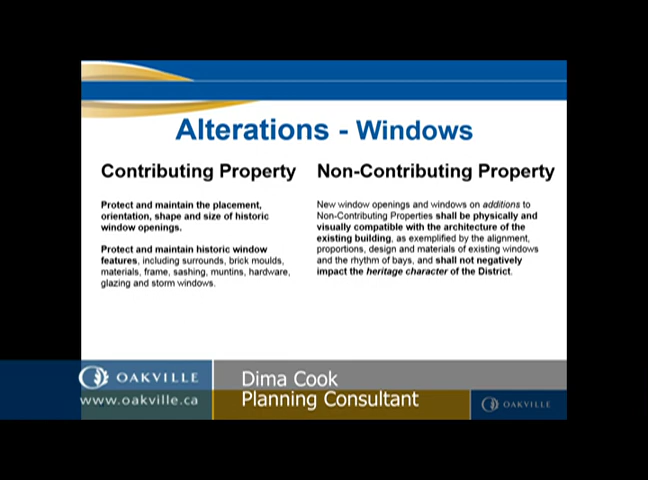 Alterations - Windows
Contributing Property
Protect and maintain the placement,
orientation, shape and size of historic
window openings.
Protect and maintain historic window
features, including surrounds, brick moulds,
materials, frame, sashing, muntins, hardware,
glazing and storm windows.
Non-Contributing Property
New window openings and windows on additions to
Non-Contributing Properties shall be physically and
visually compatible with the architecture of the
existing building, as exemplified by the alignment,
proportions, design and materials of existing windows
and the rhythm of bays, and shall not negatively
impact the heritage character of the District.
OAKVILLE
www.oakville.ca
Dima Cook
Planning Consultant
OAKVILLE